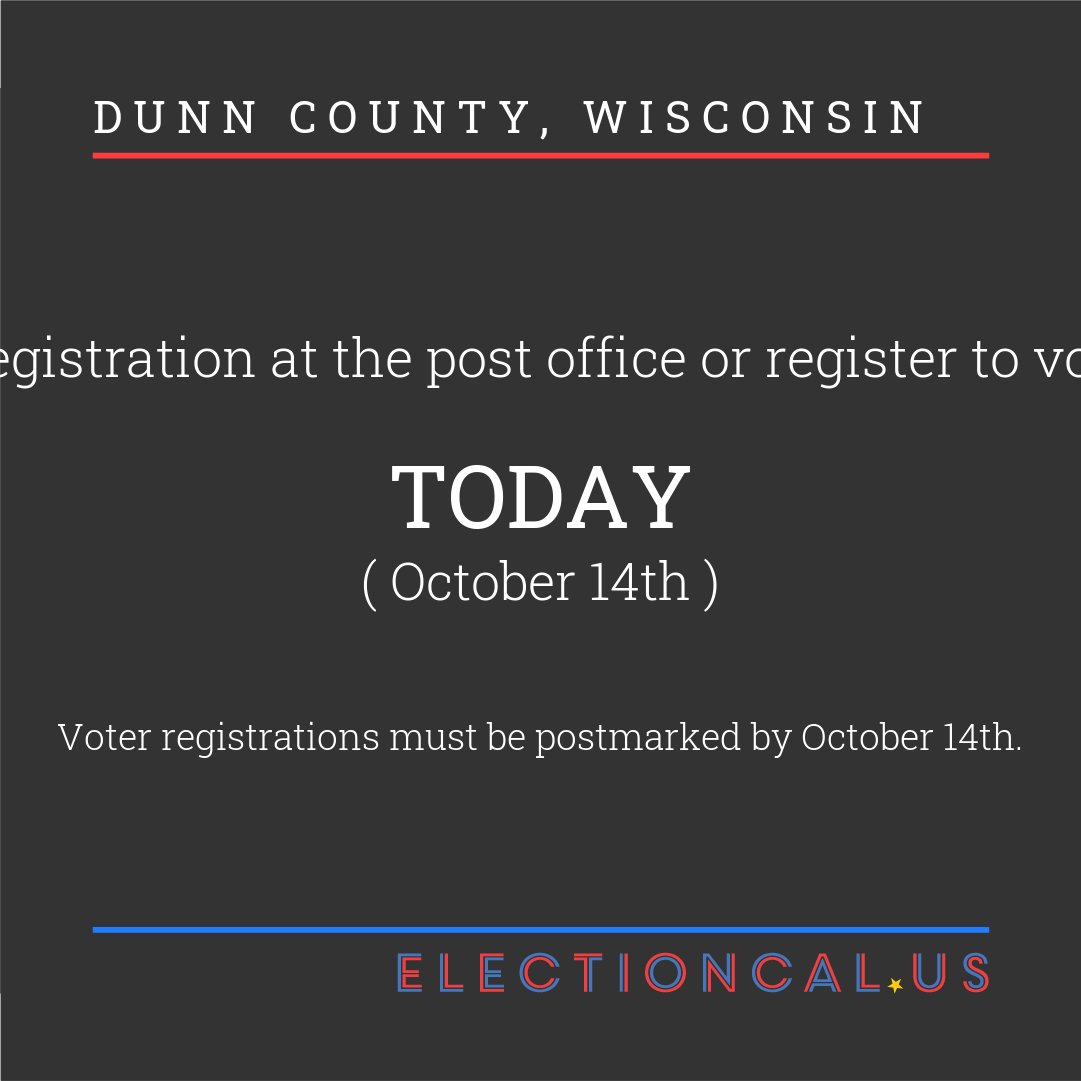 DUNN COUNTY, WISCONSIN
egistration at the post office or register to vo
TODAY
( October 14th )
Voter registrations must be postmarked by October 14th.
ELECTIONCAL.US